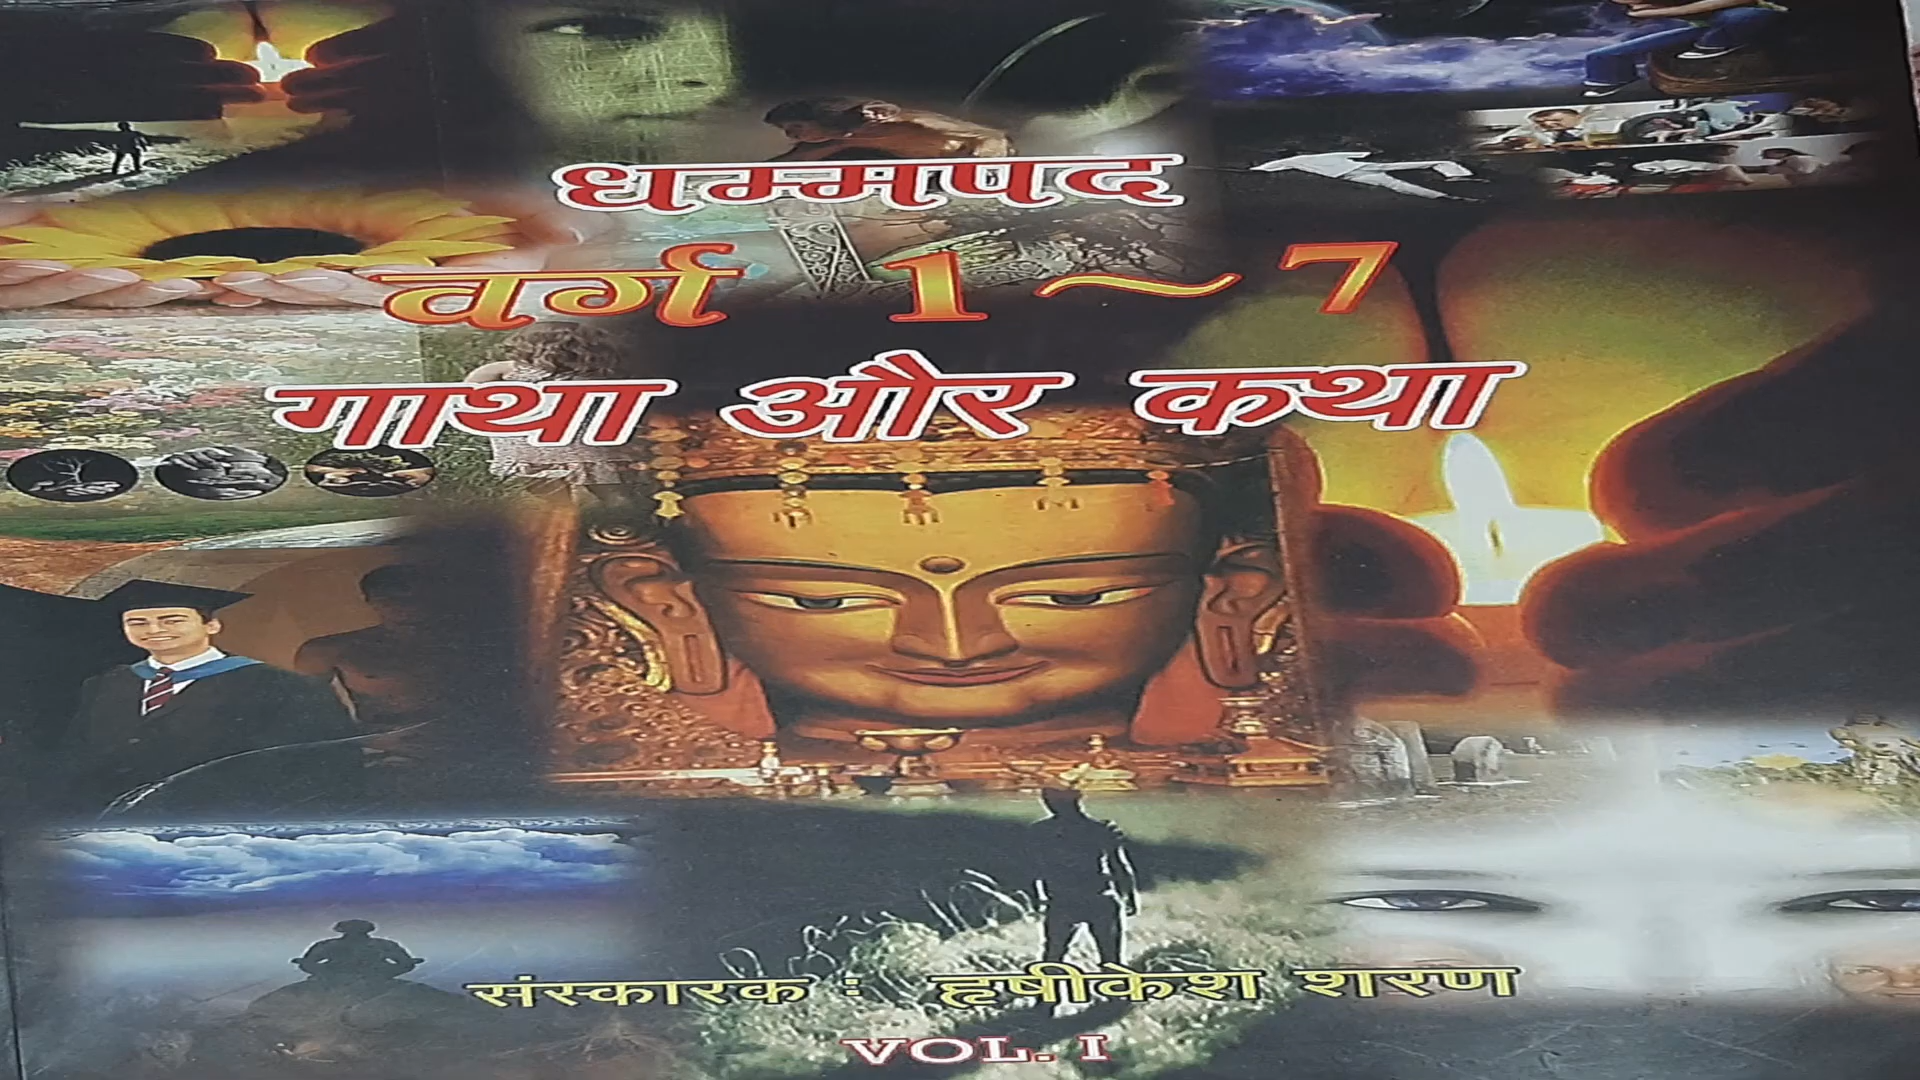 धम्मपद
वर्ग 1~7
गाथा और कथा
संस्कारक : हृषीकेश शरण
VOL. I